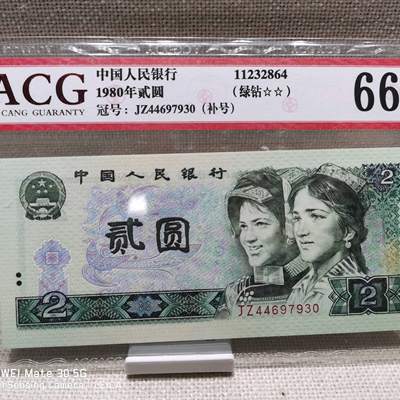 ACG
CANG GUARANTY
中国人民银行
1980年贰圆
冠号：JZ44697930（补号）
11232864
（绿钻☆☆）
66
中国人民银行
2
贰圆
JZ44697930
2
2
WEI Mate 30 5G